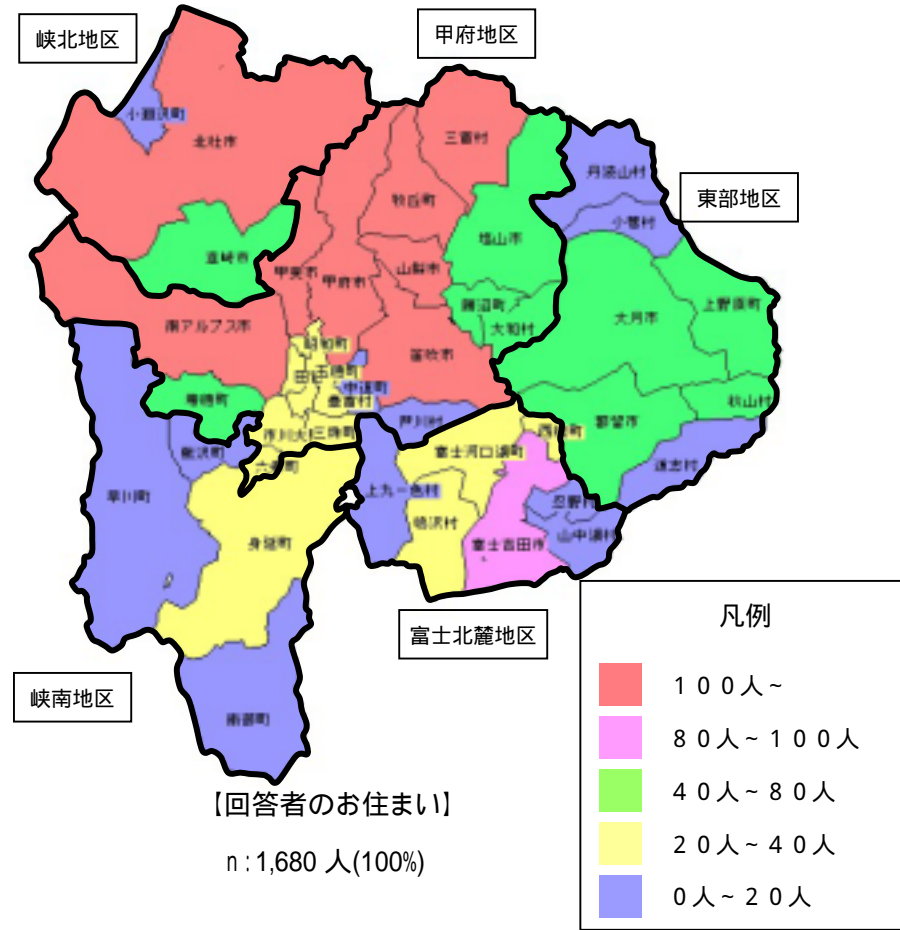 峡北地区
甲府地区
小淵沢町
北杜市
三富村
丹波山村
東部地区
牧丘町
小菅村
塩山市
韮崎市
甲斐市
甲府市
山梨市
勝沼町
大和村
大月市
上野原町
南アルプス市
昭和町
玉穂町
笛吹市
中道町
豊富村
増穂町
芦川村
秋山村
都留市
市川大
三珠町
西桂町
富士河口湖町
鰍沢町
六郷町
道志村
早川町
上九一色村
鳴沢村
忍野村
身延町
富士吉田市
山中湖村
富士北麓地区
峡南地区
南部町
凡例
100人~
80人~100人
40人~80人
20人~40人
0人~20人
【回答者のお住まい】
n:1,680 人(100%)